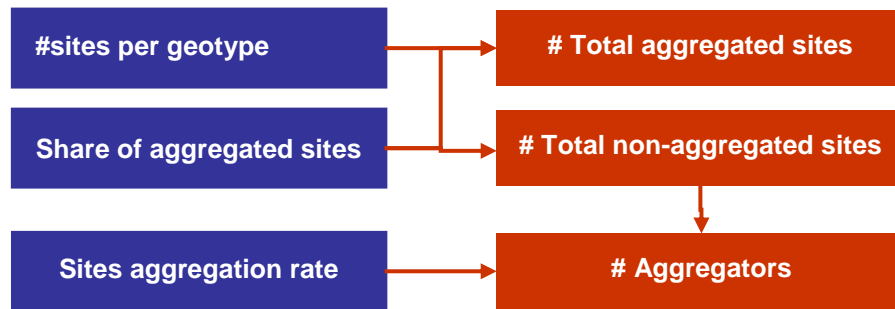 #sites per geotype
# Total aggregated sites
Share of aggregated sites
# Total non-aggregated sites
Sites aggregation rate
# Aggregators